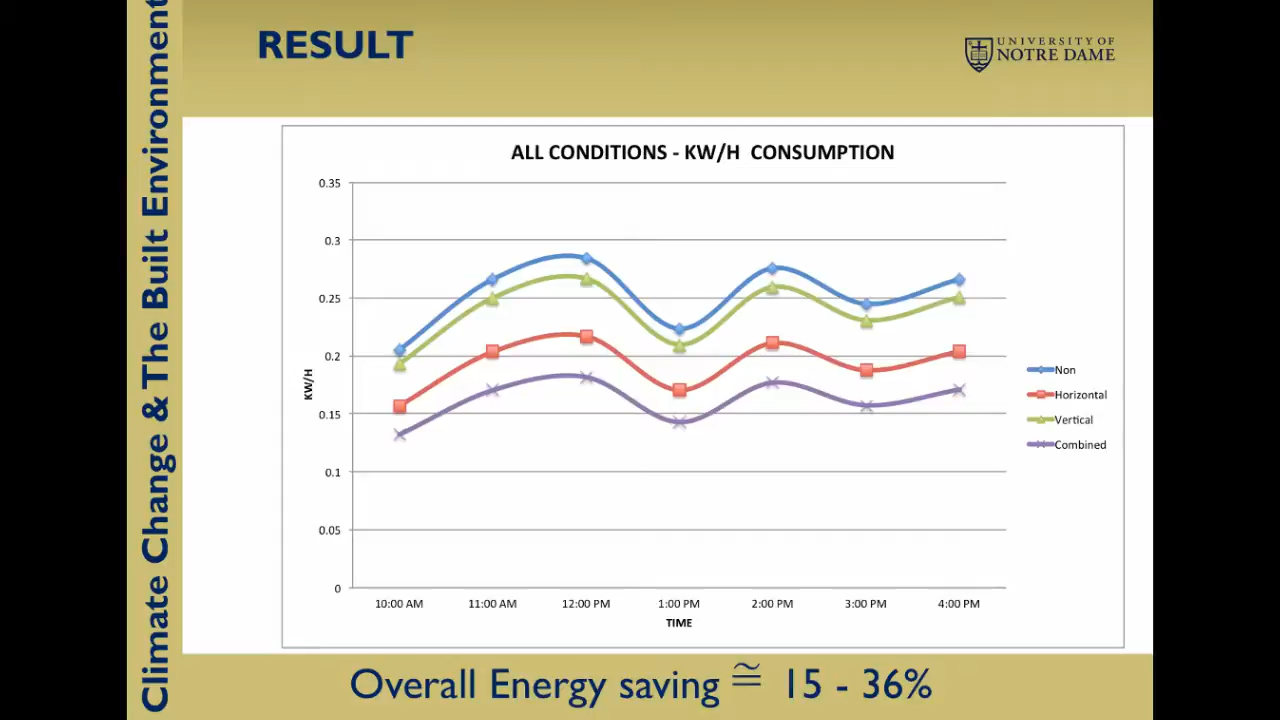 Climate Change & The Built Environment
RESULT
UNIVERSITY OF
NOTRE DAME
ALL CONDITIONS - KW/H CONSUMPTION
0.35
0.3
0.25
0.2
0.15
0.1
0.05
0
KW/H
10:00 AM 11:00 AM 12:00 PM 1:00 PM 2:00 PM 3:00 PM 4:00 PM
TIME
Non
Horizontal
Vertical
Combined
Overall Energy saving ≅ 15 - 36%